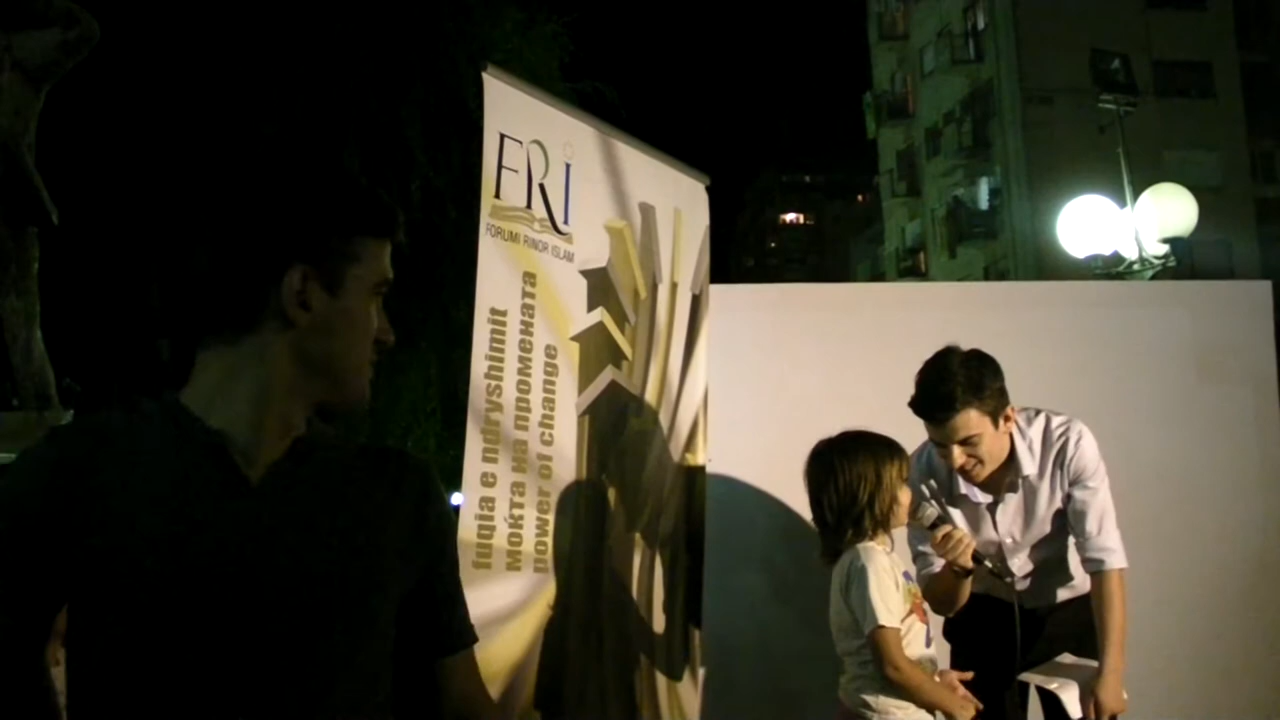 FRI
FORUMI RINOR ISLAM
fuqia e ndryshimit
моќта на промената
power of change